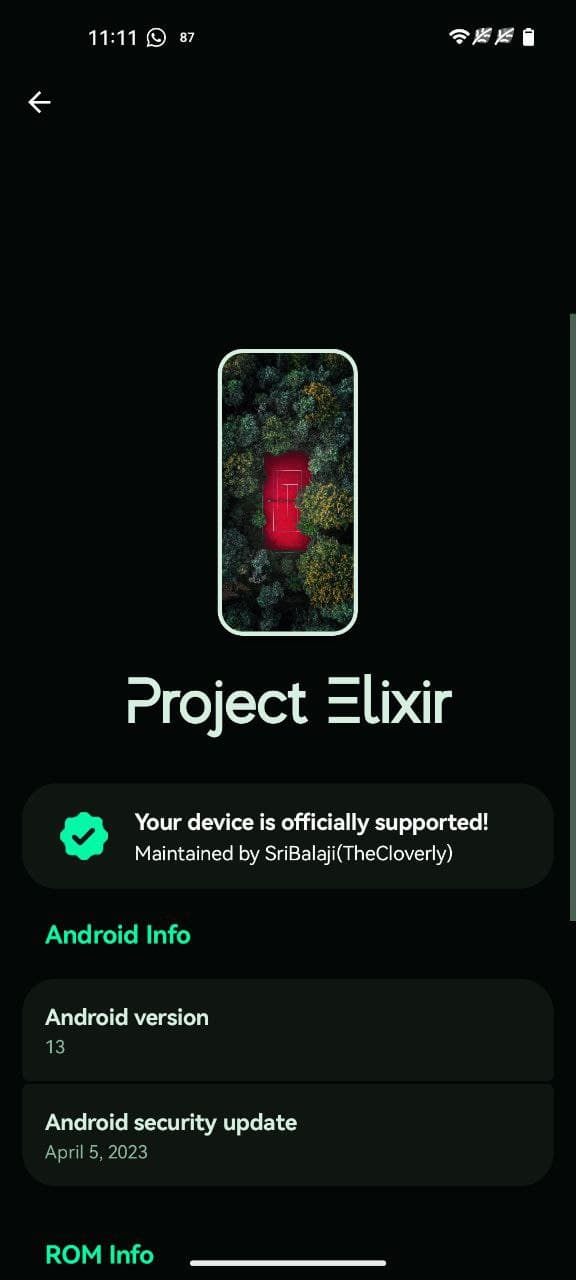 11:11 87
Project Elixir
Your device is officially supported!
Maintained by SriBalaji(TheCloverly)
Android Info
Android version
13
Android security update
April 5, 2023
ROM Info